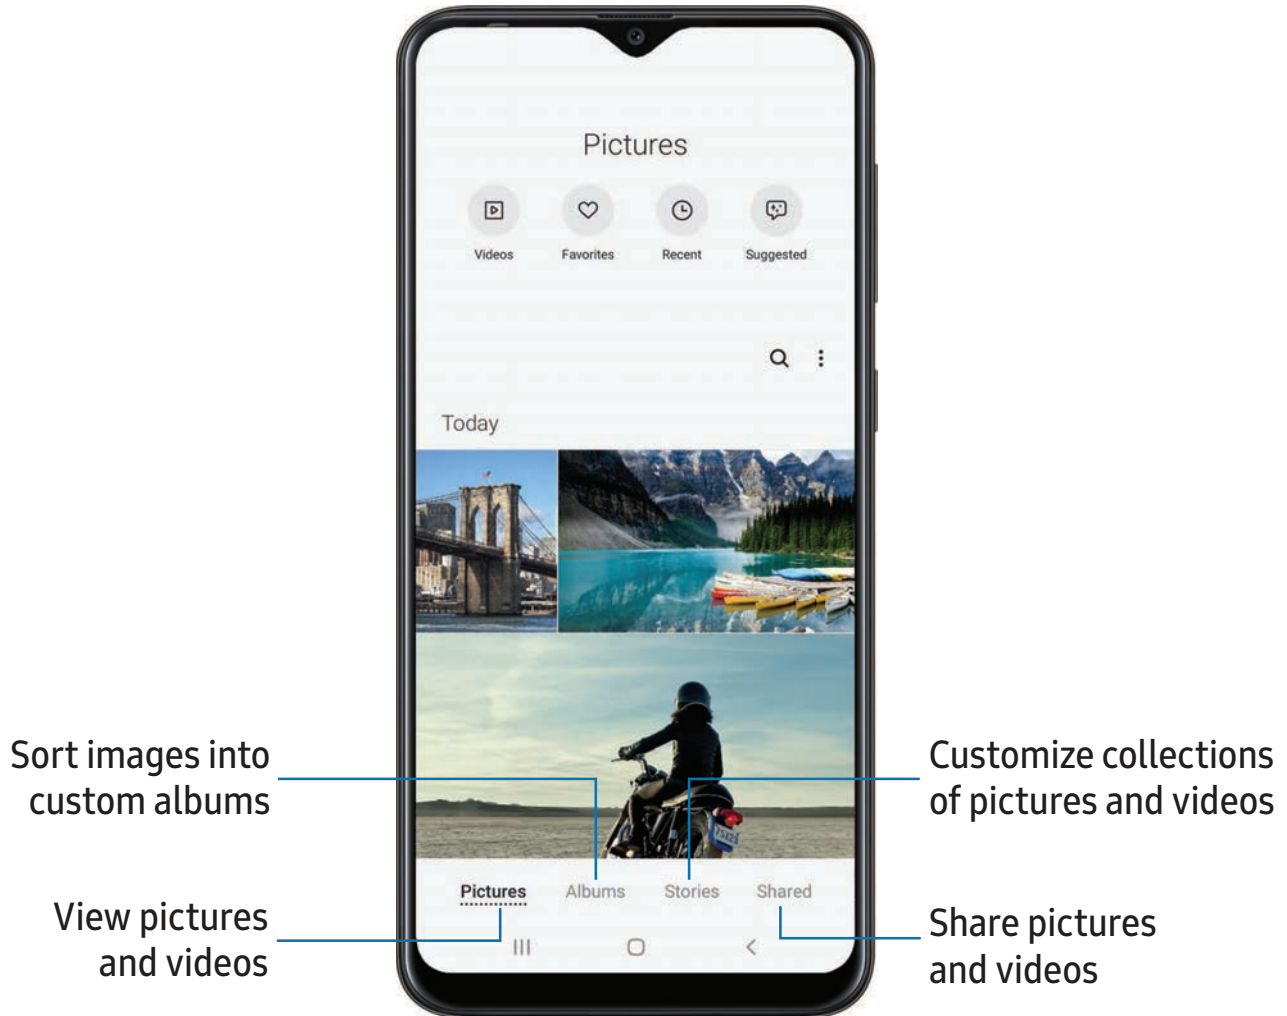 Pictures
Videos Favorites Recent Suggested
Today
Sort images into
custom albums
Customize collections
of pictures and videos
Pictures Albums Stories Shared
View pictures
and videos
Share pictures
and videos